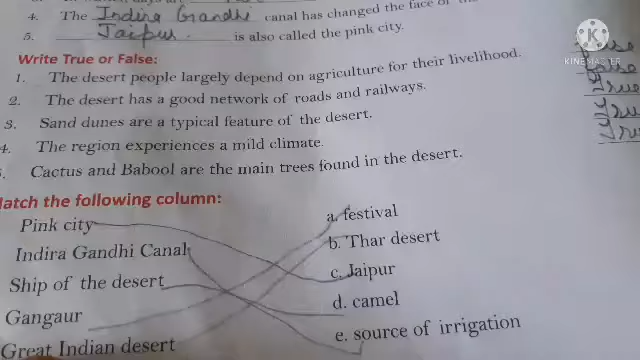 4. The Indira Gandhi canal has changed the face of
5. Jaipur is also called the pink city.
Write True or False:
1. The desert people largely depend on agriculture for their livelihood.
2. The desert has a good network of roads and railways. False
3. Sand dunes are a typical feature of the desert. True
4. The region experiences a mild climate.
Cactus and Babool are the main trees found in the desert.
Match the following column:
Pink city a. festival
Indira Gandhi Canal b. Thar desert
Ship of the desert c. Jaipur
Gangaur d. camel
Great Indian desert e. source of irrigation
KINEMASTER